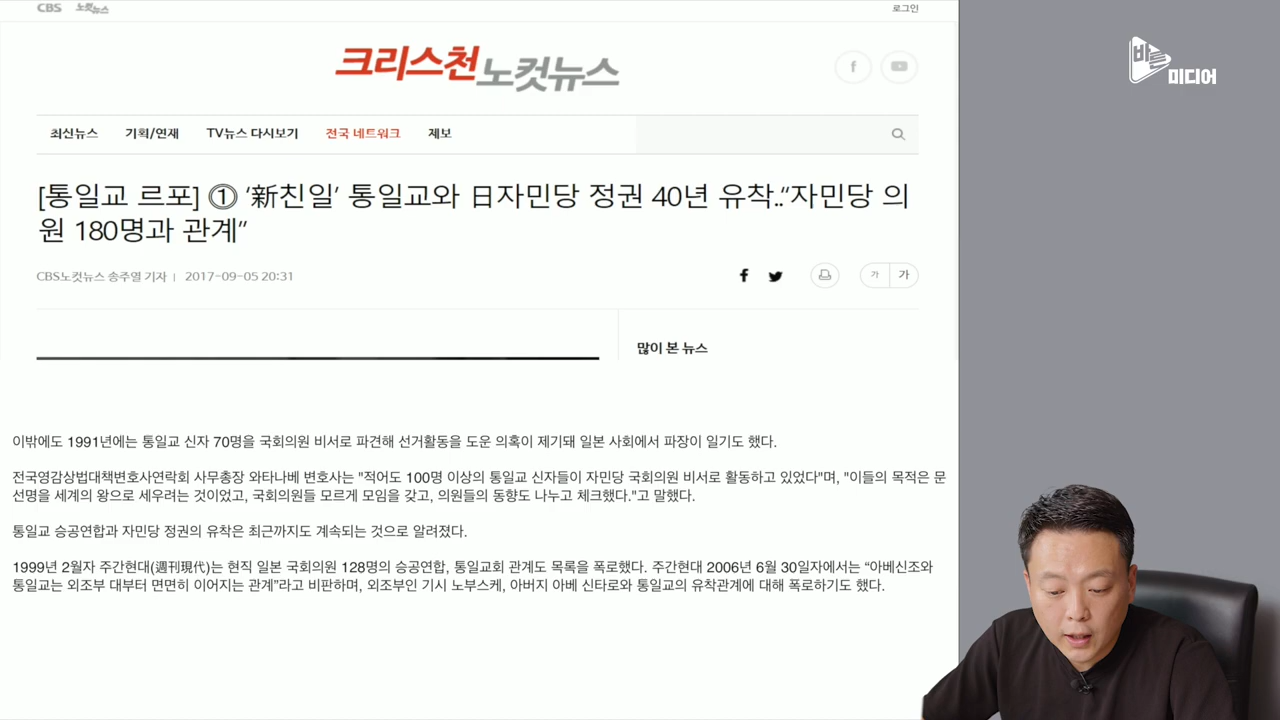 CBS 노컷뉴스
로그인
바른
미디어
크리스천노컷뉴스
최신뉴스 기획/연재 TV뉴스 다시보기 전국 네트워크 제보
[통일교 르포] ① ‘新친일’ 통일교와 日자민당 정권 40년 유착..“자민당 의
원 180명과 관계”
CBS노컷뉴스 송주열 기자 | 2017-09-05 20:31
가 가
많이 본 뉴스
이밖에도 1991년에는 통일교 신자 70명을 국회의원 비서로 파견해 선거활동을 도운 의혹이 제기돼 일본 사회에서 파장이 일기도 했다.
전국영감상법대책변호사연락회 사무총장 와타나베 변호사는 "적어도 100명 이상의 통일교 신자들이 자민당 국회의원 비서로 활동하고 있었다"며, "이들의 목적은 문
선명을 세계의 왕으로 세우려는 것이었고, 국회의원들 모르게 모임을 갖고, 의원들의 동향도 나누고 체크했다."고 말했다.
통일교 승공연합과 자민당 정권의 유착은 최근까지도 계속되는 것으로 알려졌다.
1999년 2월자 주간현대(週刊現代)는 현직 일본 국회의원 128명의 승공연합, 통일교회 관계도 목록을 폭로했다. 주간현대 2006년 6월 30일자에서는 “아베신조와
통일교는 외조부 대부터 면면히 이어지는 관계”라고 비판하며, 외조부인 기시 노부스케, 아버지 아베 신타로와 통일교의 유착관계에 대해 폭로하기도 했다.